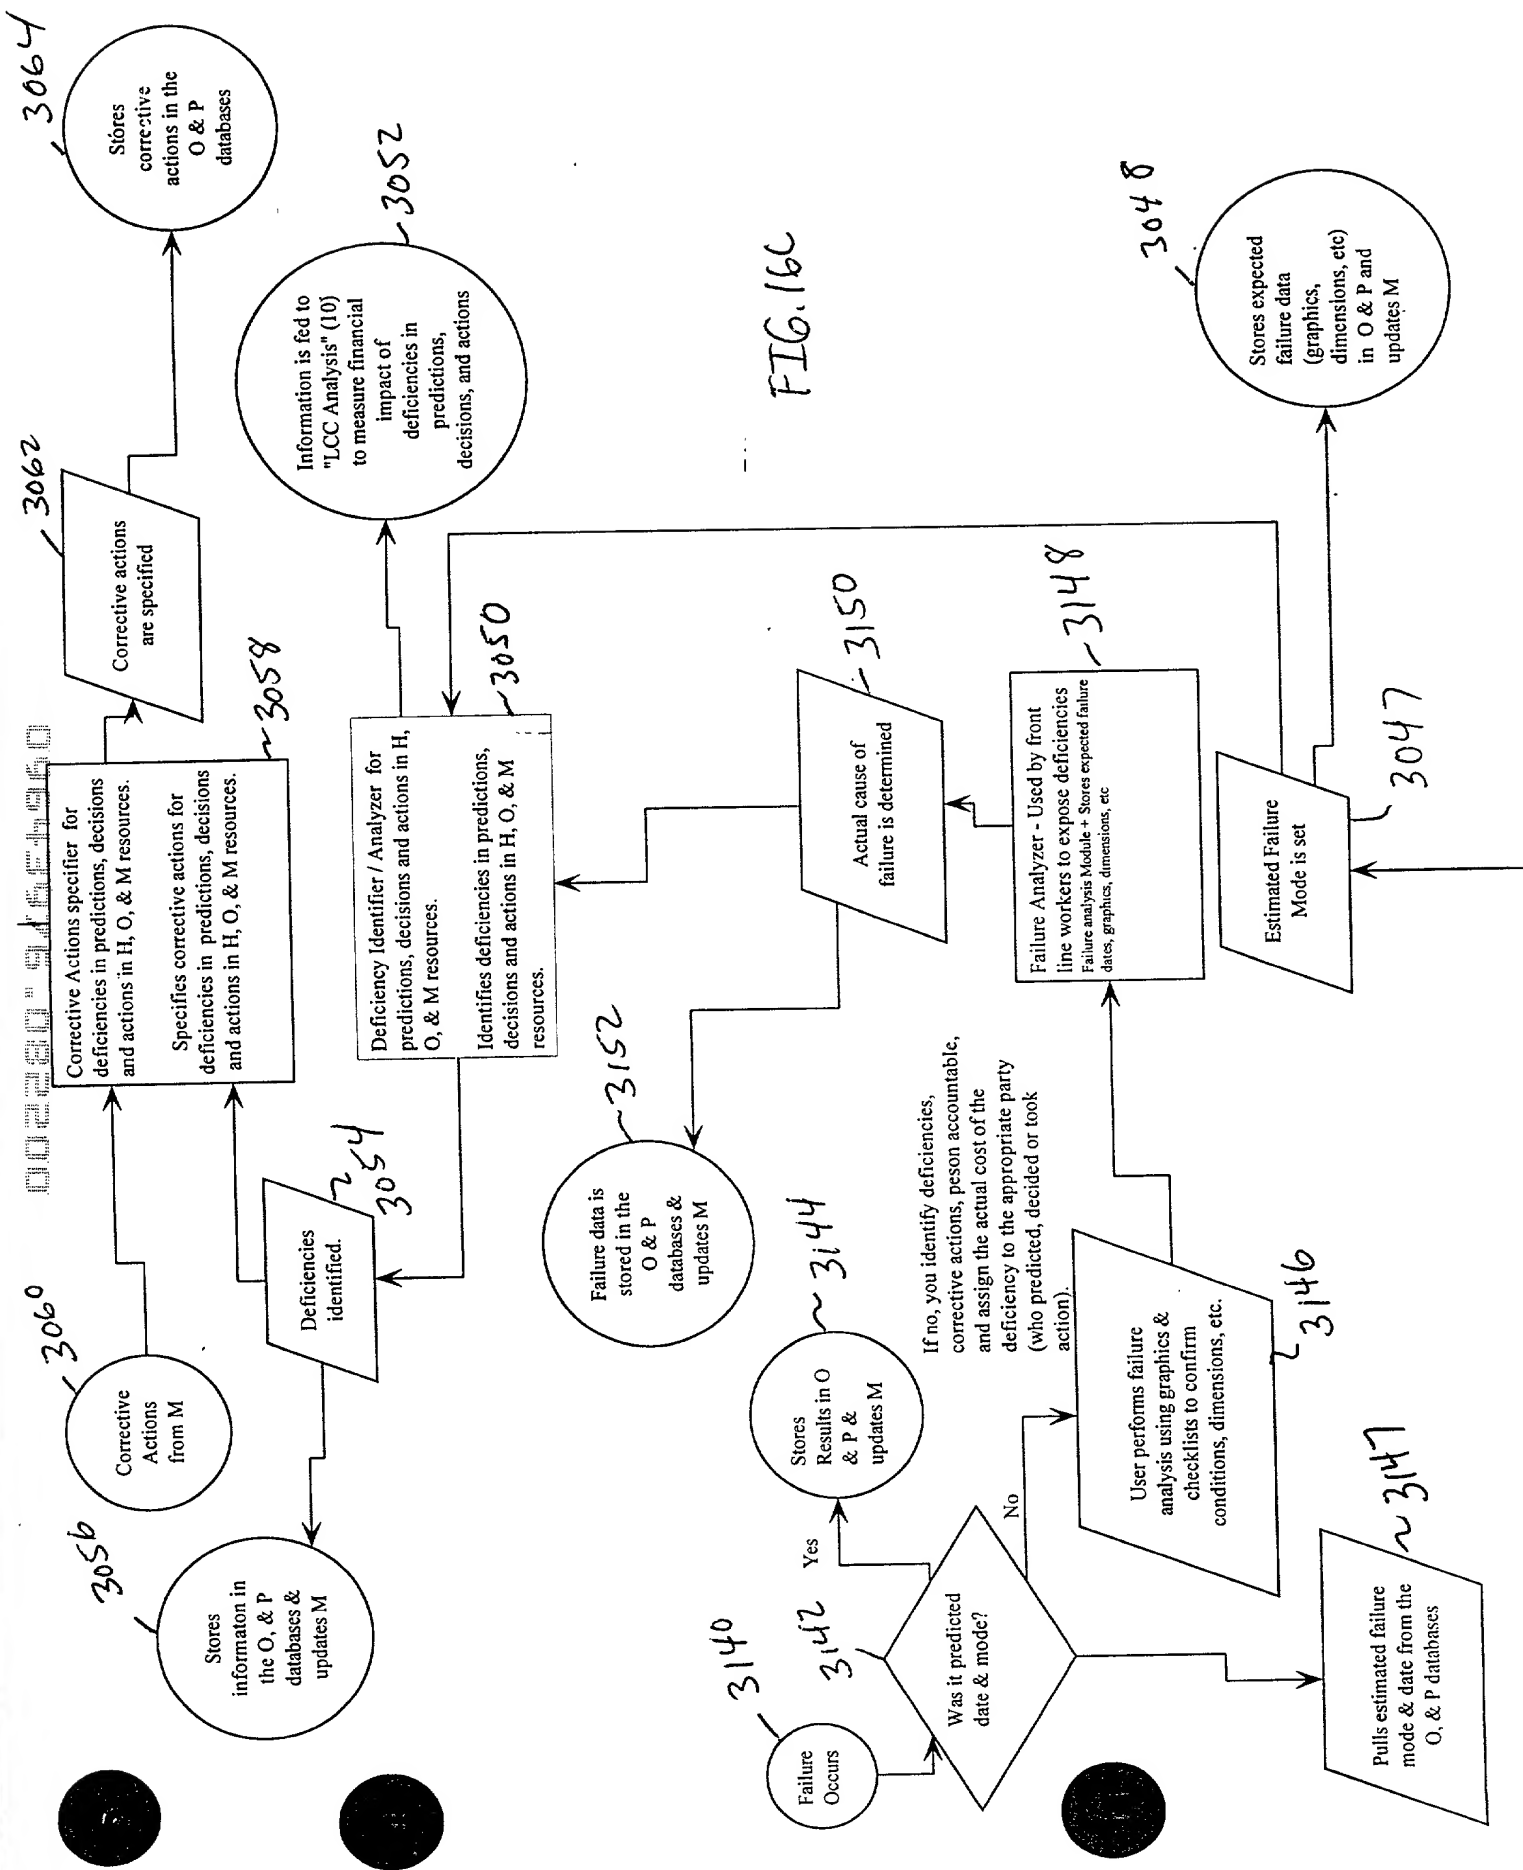 3064
Stores
corrective
actions in the
O & P
databases
3062
Corrective actions
are specified
Corrective Actions specifier for
deficiencies in predictions, decisions
and actions in H, O, & M resources.
Specifies corrective actions for
deficiencies in predictions, decisions
and actions in H, O, & M resources.
3058
3060
Corrective
Actions
from M
3056
Stores
informaton in
the O, & P
databases &
updates M
Deficiencies
identified.
3054
Deficiency Identifier / Analyzer for
predictions, decisions and actions in H,
O, & M resources.
Identifies deficiencies in predictions,
decisions and actions in H, O, & M
resources.
3050
Information is fed to
"LCC Analysis" (10)
to measure financial
impact of
deficiencies in
predictions,
decisions, and actions
3052
FIG. 16C
Failure data is
stored in the
O & P
databases &
updates M
3152
Actual cause of
failure is determined
3150
3140
Failure
Occurs
3142
Was it predicted
date & mode?
Yes
No
Stores
Results in O
& P &
updates M
3144
If no, you identify deficiencies,
corrective actions, peson accountable,
and assign the actual cost of the
deficiency to the appropriate party
(who predicted, decided or took
action).
User performs failure
analysis using graphics &
checklists to confirm
conditions, dimensions, etc.
3146
Failure Analyzer - Used by front
line workers to expose deficiencies
Failure analysis Module + Stores expected failure
dates, graphics, dimensions, etc
3148
Pulls estimated failure
mode & date from the
O, & P databases
3147
Estimated Failure
Mode is set
3047
Stores expected
failure data
(graphics,
dimensions, etc)
in O & P and
updates M
3048